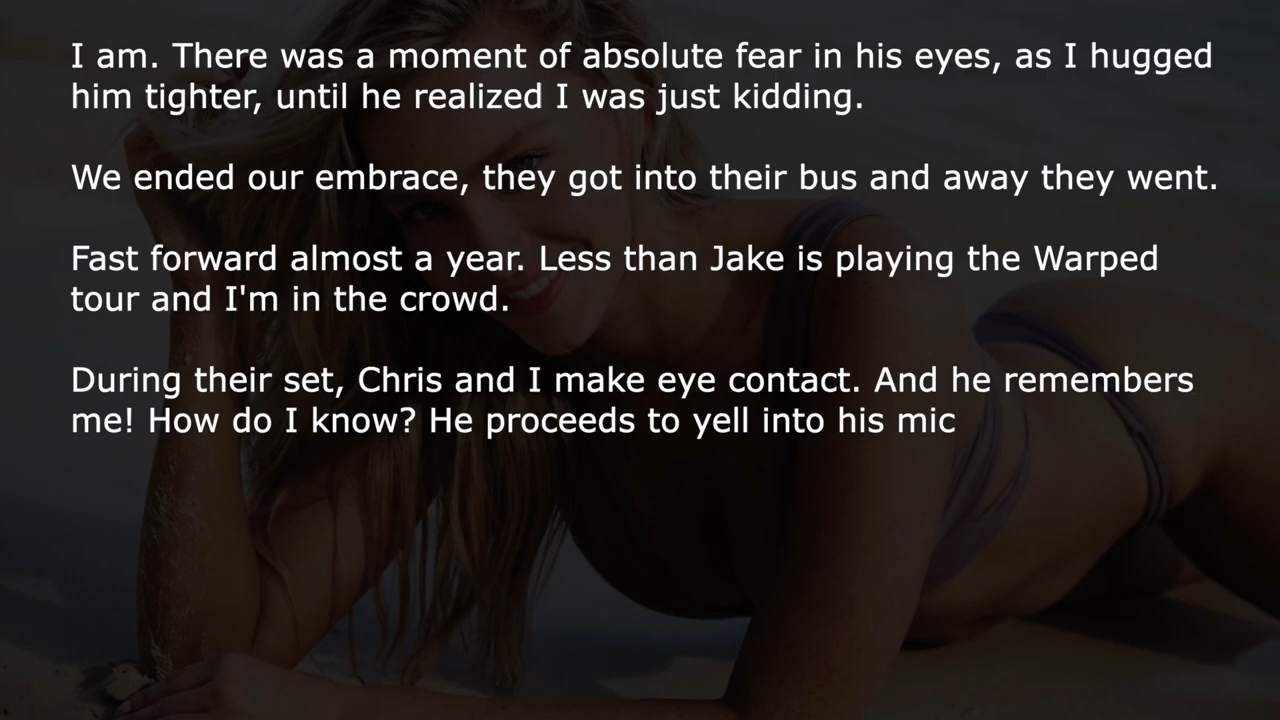 I am. There was a moment of absolute fear in his eyes, as I hugged
him tighter, until he realized I was just kidding.
We ended our embrace, they got into their bus and away they went.
Fast forward almost a year. Less than Jake is playing the Warped
tour and I'm in the crowd.
During their set, Chris and I make eye contact. And he remembers
me! How do I know? He proceeds to yell into his mic